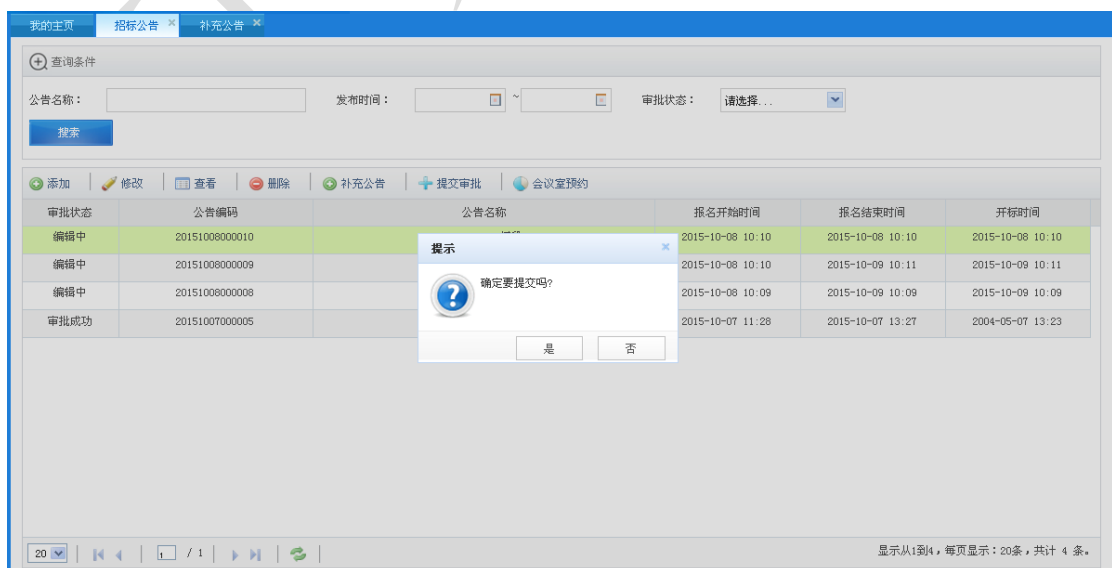 我的主页 招标公告 × 补充公告 ×
查询条件
公告名称： 发布时间： ~ 审批状态： 请选择...
搜索
添加 修改 查看 删除 补充公告 提交审批 会议室预约
审批状态 公告编码 公告名称 报名开始时间 报名结束时间 开标时间
编辑中 20151008000010 2015-10-08 10:10 2015-10-08 10:10 2015-10-08 10:10
编辑中 20151008000009 2015-10-08 10:10 2015-10-09 10:11 2015-10-09 10:11
编辑中 20151008000008 2015-10-08 10:09 2015-10-09 10:09 2015-10-09 10:09
审批成功 20151007000005 2015-10-07 11:28 2015-10-07 13:27 2004-05-07 13:23
提示 ×
确定要提交吗?
是 否
20 1 / 1 显示从1到4，每页显示：20条，共计 4 条。